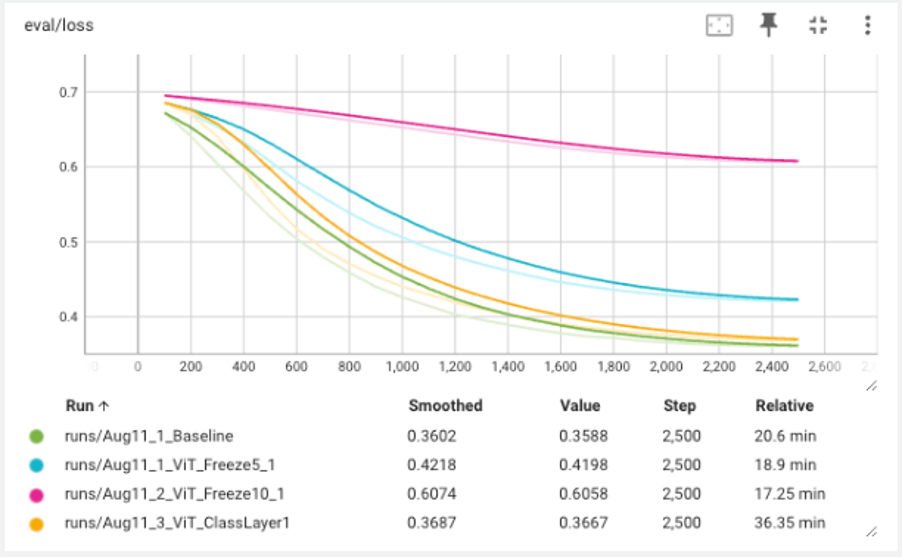 eval/loss
0.7
0.6
0.5
0.4
0 200 400 600 800 1,000 1,200 1,400 1,600 1,800 2,000 2,200 2,400 2,600
Run ↑ Smoothed Value Step Relative
runs/Aug11_1_Baseline 0.3602 0.3588 2,500 20.6 min
runs/Aug11_1_ViT_Freeze5_1 0.4218 0.4198 2,500 18.9 min
runs/Aug11_2_ViT_Freeze10_1 0.6074 0.6058 2,500 17.25 min
runs/Aug11_3_ViT_ClassLayer1 0.3687 0.3667 2,500 36.35 min